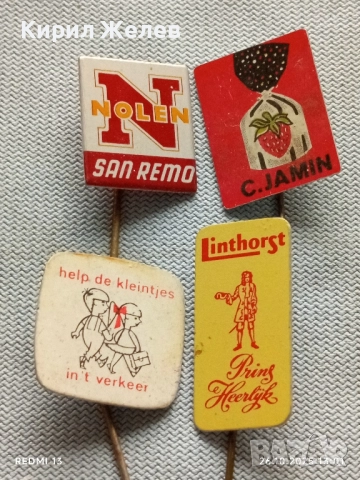 Кирил Желев
NOLEN
N
SAN-REMO
C.JAMIN
help de kleintjes
in't verkeer
Linthorst
Prins
Heerlijk
REDMI 13